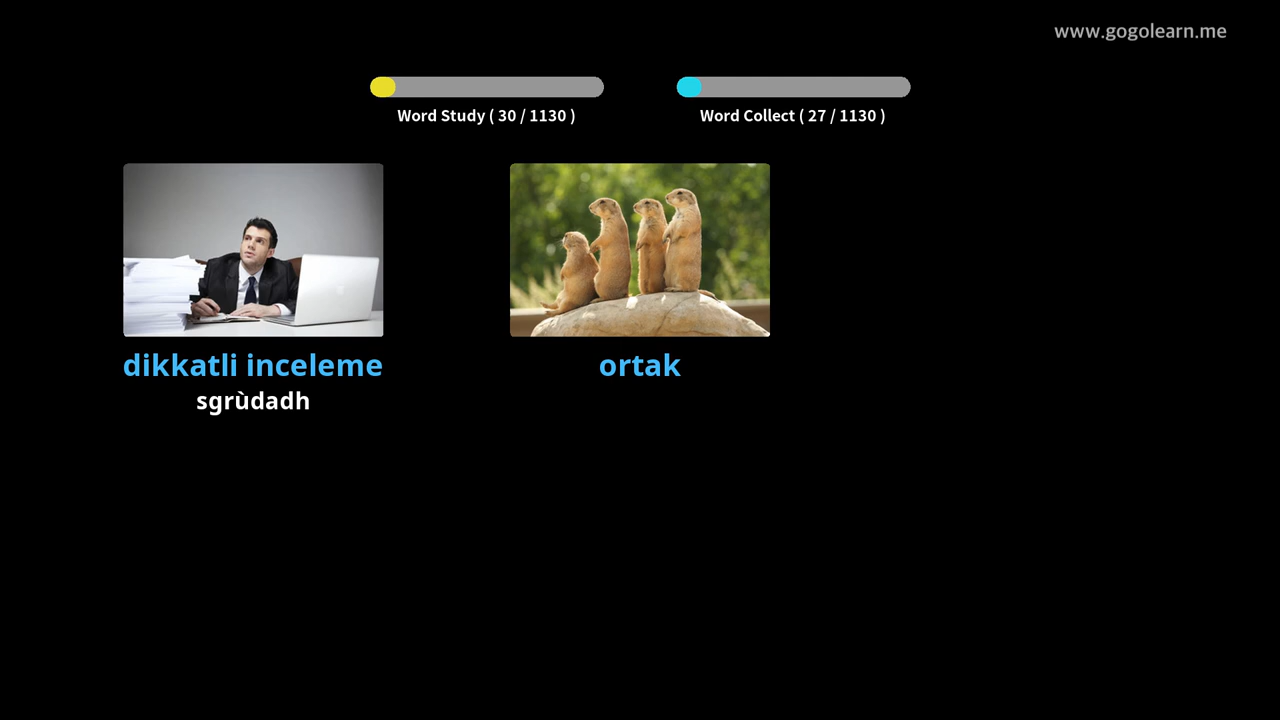 www.gogolearn.me
Word Study ( 30 / 1130 )
Word Collect ( 27 / 1130 )
dikkatli inceleme
sgrùdadh
ortak